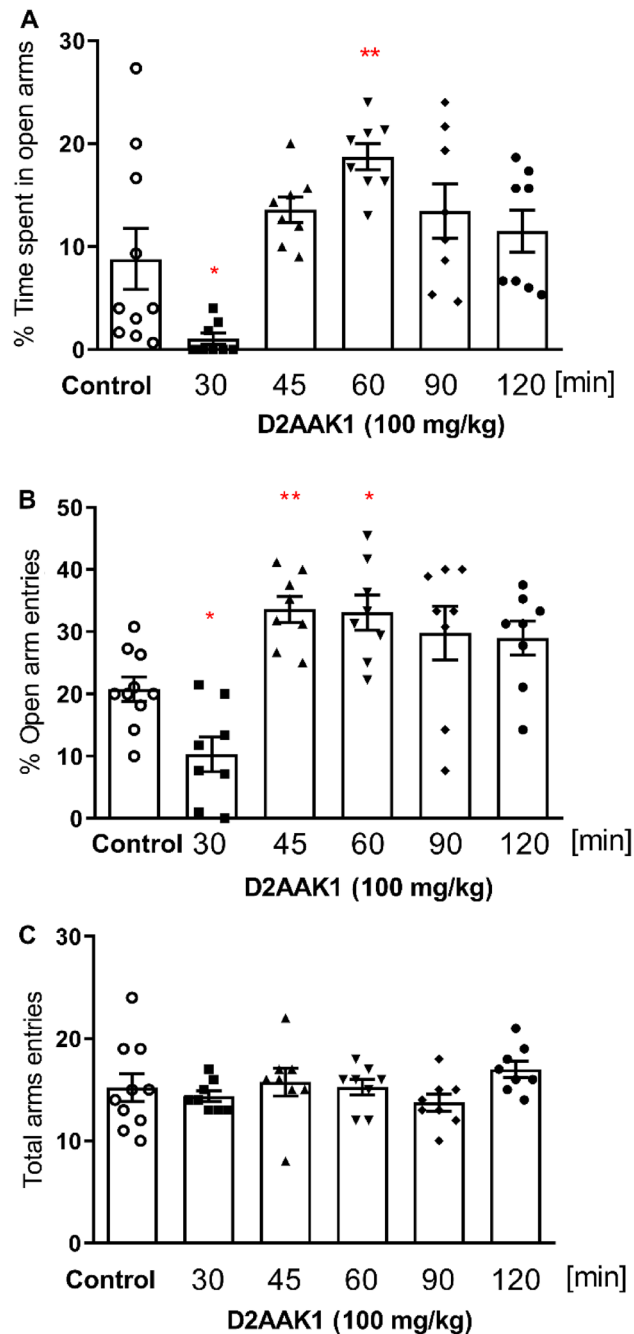 A
% Time spent in open arms
30
20
10
0
*
**
Control 30 45 60 90 120 [min]
D2AAK1 (100 mg/kg)
B
% Open arm entries
50
40
30
20
10
0
*
**
*
Control 30 45 60 90 120 [min]
D2AAK1 (100 mg/kg)
C
Total arms entries
30
20
10
0
Control 30 45 60 90 120 [min]
D2AAK1 (100 mg/kg)